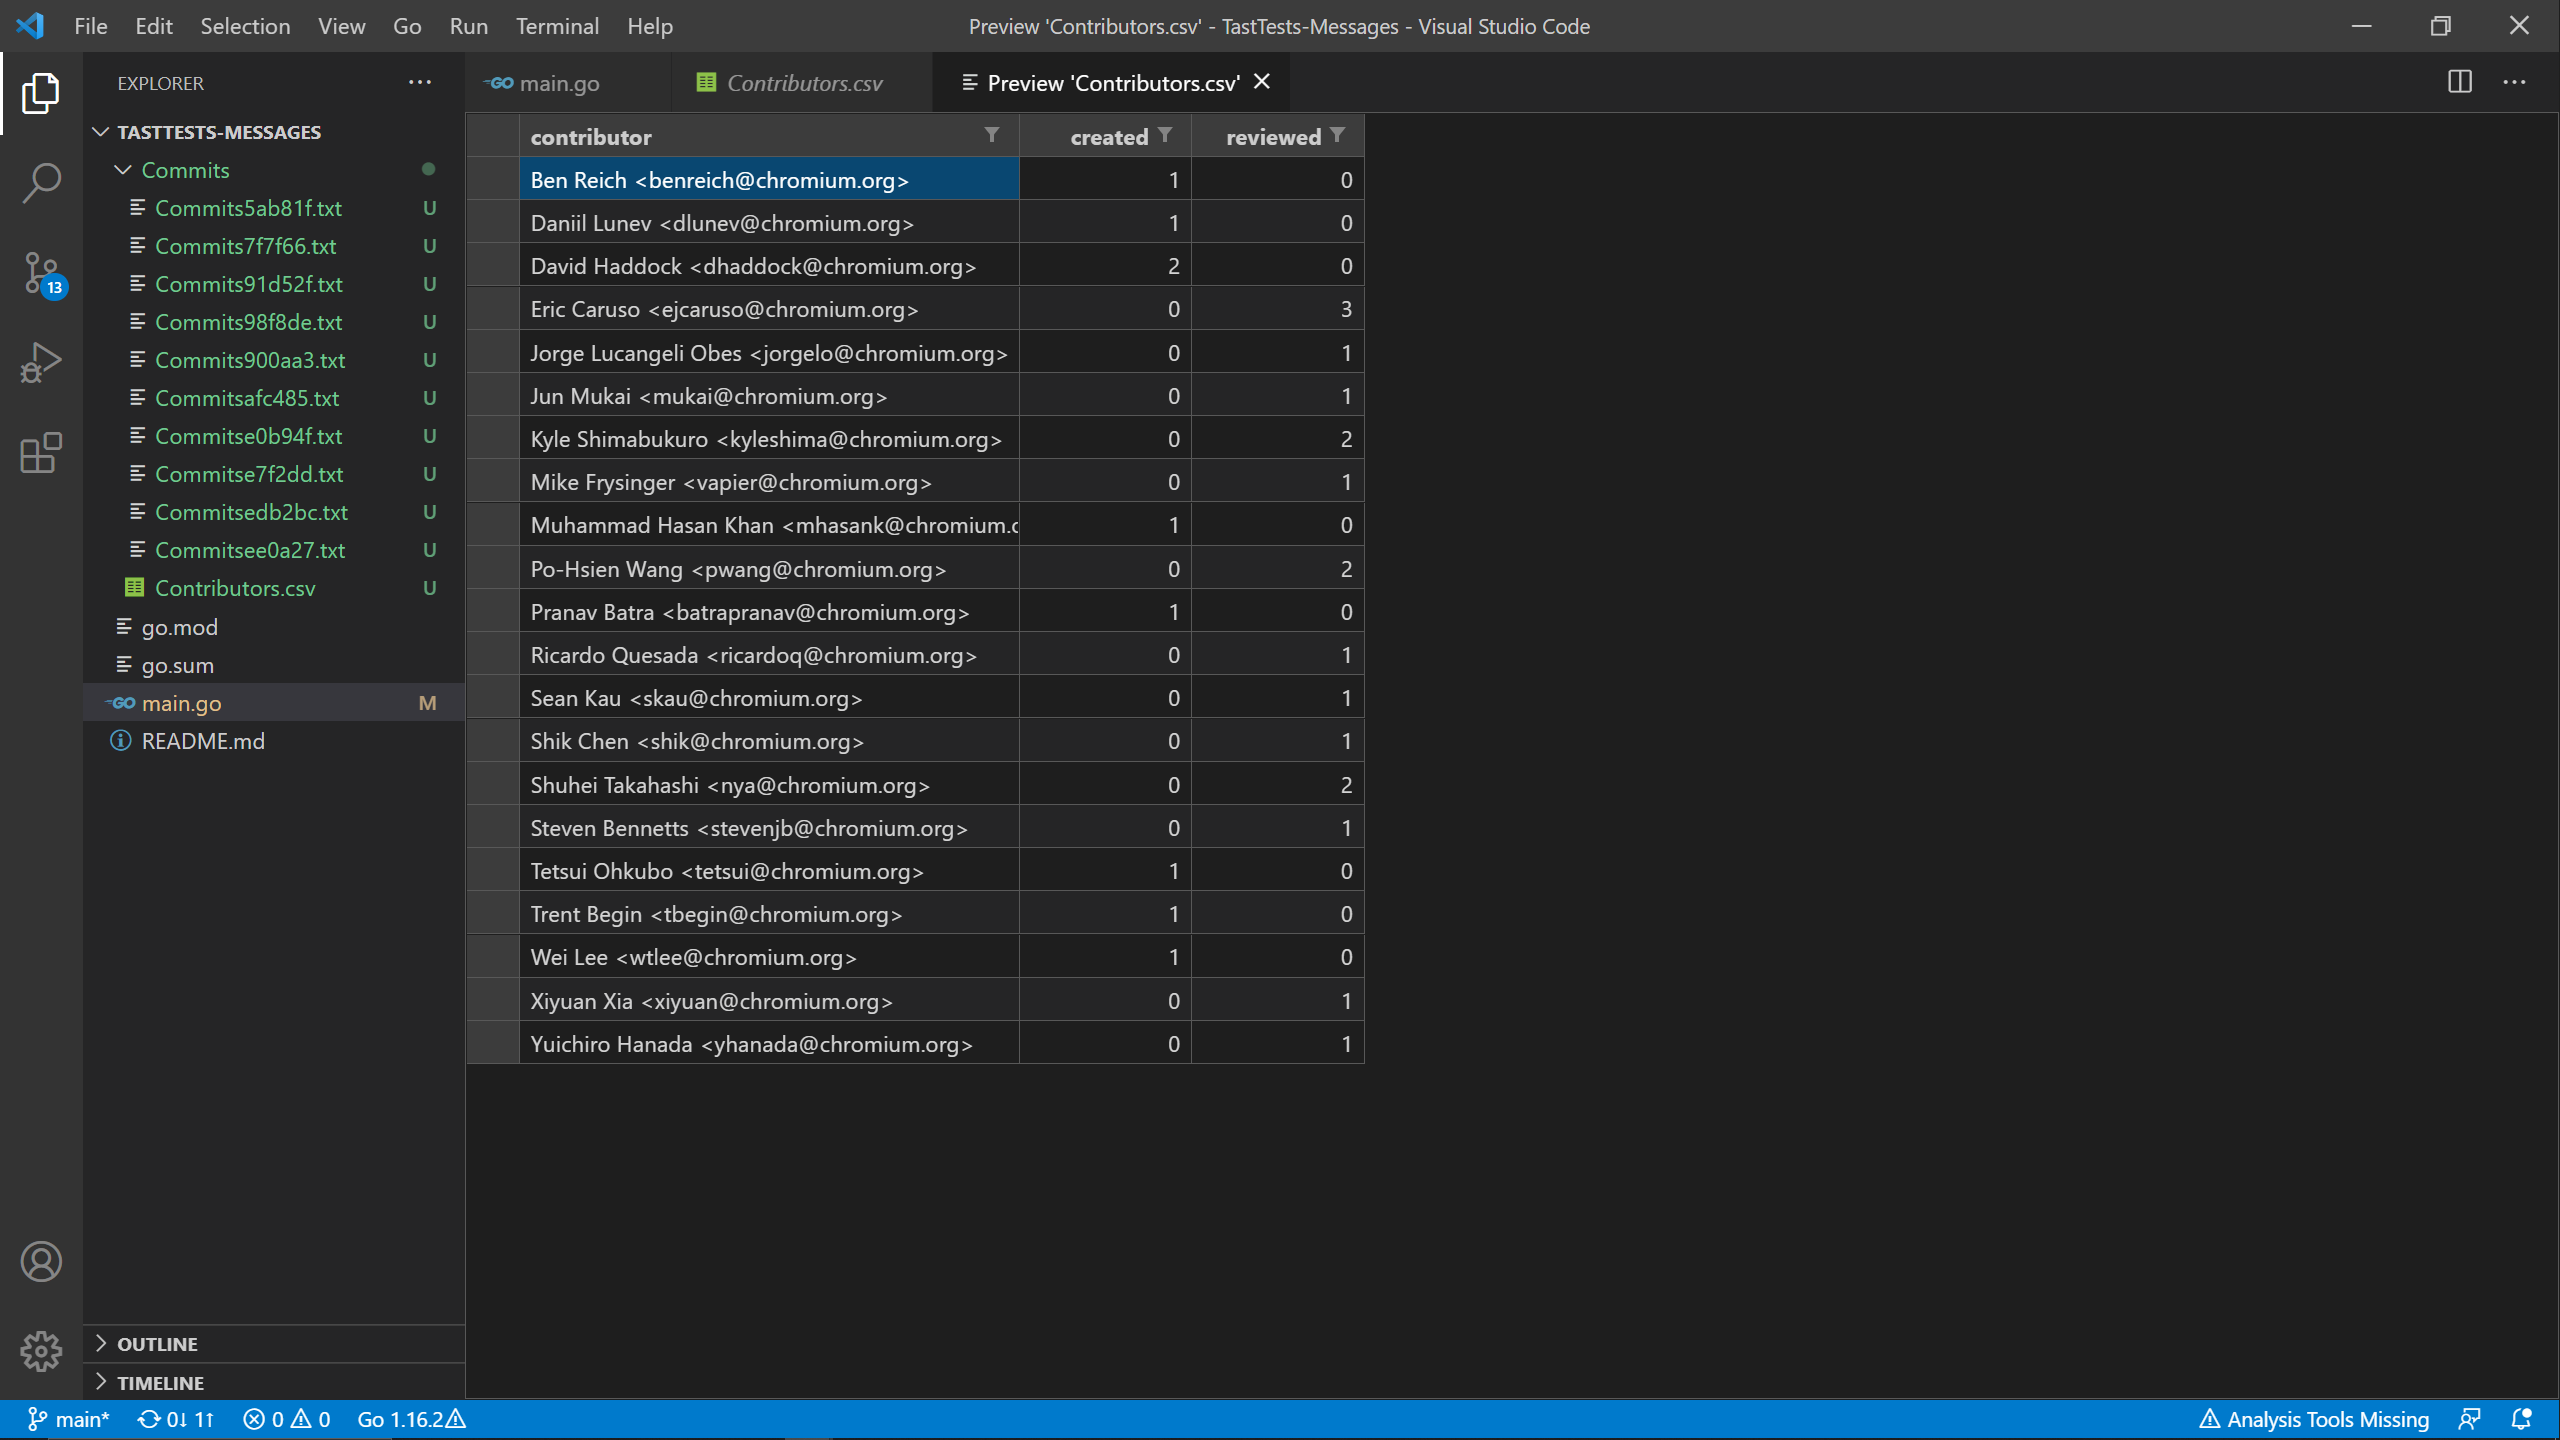 File Edit Selection View Go Run Terminal Help Preview 'Contributors.csv' - TastTests-Messages - Visual Studio Code
EXPLORER
TASTTESTS-MESSAGES
Commits
Commits5ab81f.txt U
Commits7f7f66.txt U
Commits91d52f.txt U
Commits98f8de.txt U
Commits900aa3.txt U
Commitsafc485.txt U
Commitse0b94f.txt U
Commitse7f2dd.txt U
Commitsedb2bc.txt U
Commitsee0a27.txt U
Contributors.csv U
go.mod
go.sum
GO main.go M
README.md
OUTLINE
TIMELINE
13
GO main.go Contributors.csv Preview 'Contributors.csv'
contributor created reviewed
Ben Reich <benreich@chromium.org> 1 0
Daniil Lunev <dlunev@chromium.org> 1 0
David Haddock <dhaddock@chromium.org> 2 0
Eric Caruso <ejcaruso@chromium.org> 0 3
Jorge Lucangeli Obes <jorgelo@chromium.org> 0 1
Jun Mukai <mukai@chromium.org> 0 1
Kyle Shimabukuro <kyleshima@chromium.org> 0 2
Mike Frysinger <vapier@chromium.org> 0 1
Muhammad Hasan Khan <mhasank@chromium. 1 0
Po-Hsien Wang <pwang@chromium.org> 0 2
Pranav Batra <batrapranav@chromium.org> 1 0
Ricardo Quesada <ricardoq@chromium.org> 0 1
Sean Kau <skau@chromium.org> 0 1
Shik Chen <shik@chromium.org> 0 1
Shuhei Takahashi <nya@chromium.org> 0 2
Steven Bennetts <stevenjb@chromium.org> 0 1
Tetsui Ohkubo <tetsui@chromium.org> 1 0
Trent Begin <tbegin@chromium.org> 1 0
Wei Lee <wtlee@chromium.org> 1 0
Xiyuan Xia <xiyuan@chromium.org> 0 1
Yuichiro Hanada <yhanada@chromium.org> 0 1
main* 0↓ 1↑ 0 0 Go 1.16.2 Analysis Tools Missing